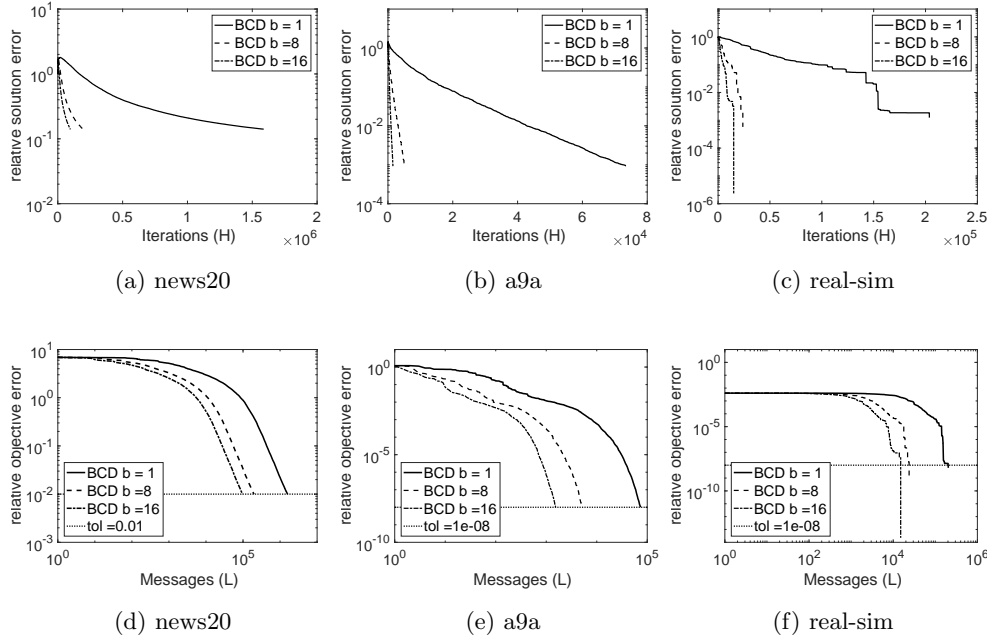 relative solution error
10^1
10^0
10^-1
10^-2
BCD b = 1
BCD b =8
BCD b =16
0 0.5 1 1.5 2
Iterations (H) ×10^6
(a) news20
relative solution error
10^0
10^-2
10^-4
BCD b = 1
BCD b =8
BCD b =16
0 2 4 6 8
Iterations (H) ×10^4
(b) a9a
relative solution error
10^0
10^-2
10^-4
10^-6
BCD b = 1
BCD b =8
BCD b =16
0 0.5 1 1.5 2 2.5
Iterations (H) ×10^5
(c) real-sim
relative objective error
10^1
10^0
10^-1
10^-2
10^-3
BCD b = 1
BCD b =8
BCD b =16
tol =0.01
10^0 10^5
Messages (L)
(d) news20
relative objective error
10^0
10^-5
10^-10
BCD b = 1
BCD b =8
BCD b =16
tol =1e-08
10^0 10^5
Messages (L)
(e) a9a
relative objective error
10^0
10^-5
10^-10
BCD b = 1
BCD b =8
BCD b =16
tol =1e-08
10^0 10^2 10^4 10^6
Messages (L)
(f) real-sim